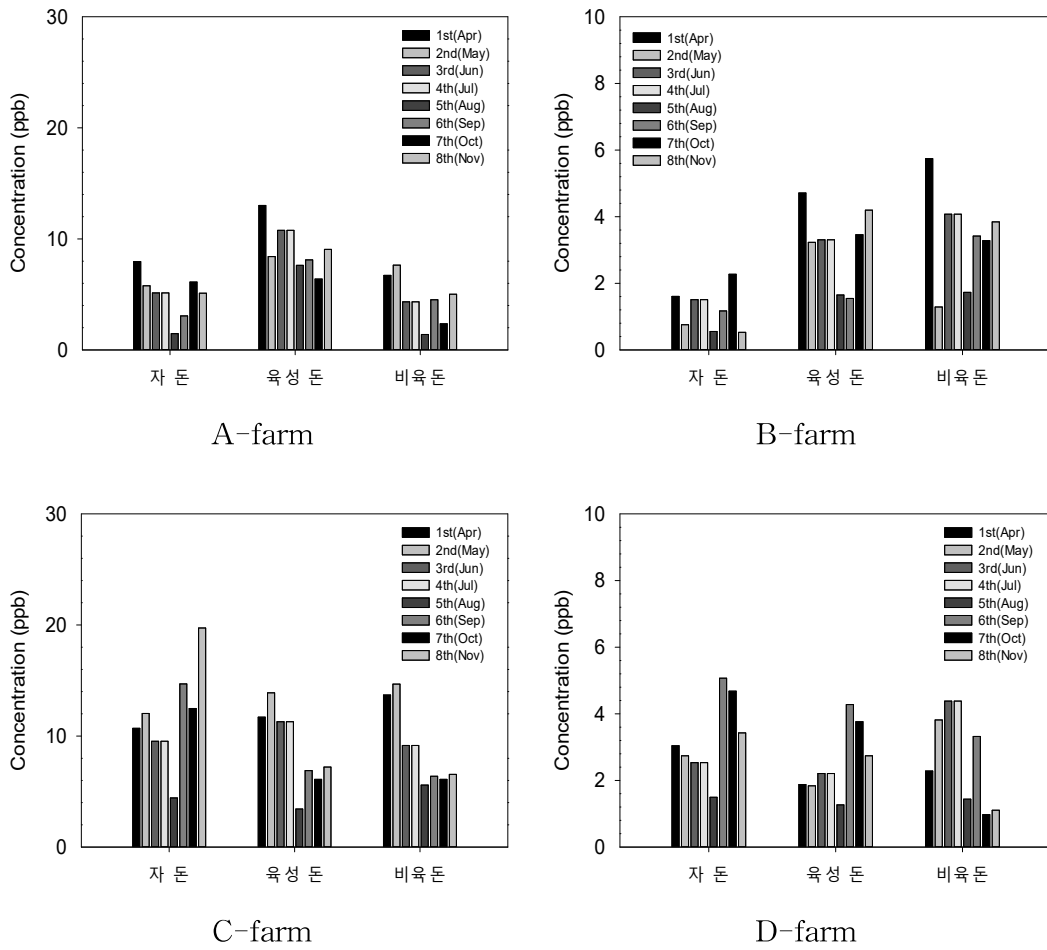 30
20
10
0
Concentration (ppb)
1st(Apr)
2nd(May)
3rd(Jun)
4th(Jul)
5th(Aug)
6th(Sep)
7th(Oct)
8th(Nov)
자 돈 육성 돈 비육돈
A-farm
10
8
6
4
2
0
Concentration (ppb)
1st(Apr)
2nd(May)
3rd(Jun)
4th(Jul)
5th(Aug)
6th(Sep)
7th(Oct)
8th(Nov)
자 돈 육성 돈 비육돈
B-farm
30
20
10
0
Concentration (ppb)
1st(Apr)
2nd(May)
3rd(Jun)
4th(Jul)
5th(Aug)
6th(Sep)
7th(Oct)
8th(Nov)
자 돈 육성 돈 비육돈
C-farm
10
8
6
4
2
0
Concentration (ppb)
1st(Apr)
2nd(May)
3rd(Jun)
4th(Jul)
5th(Aug)
6th(Sep)
7th(Oct)
8th(Nov)
자 돈 육성 돈 비육돈
D-farm